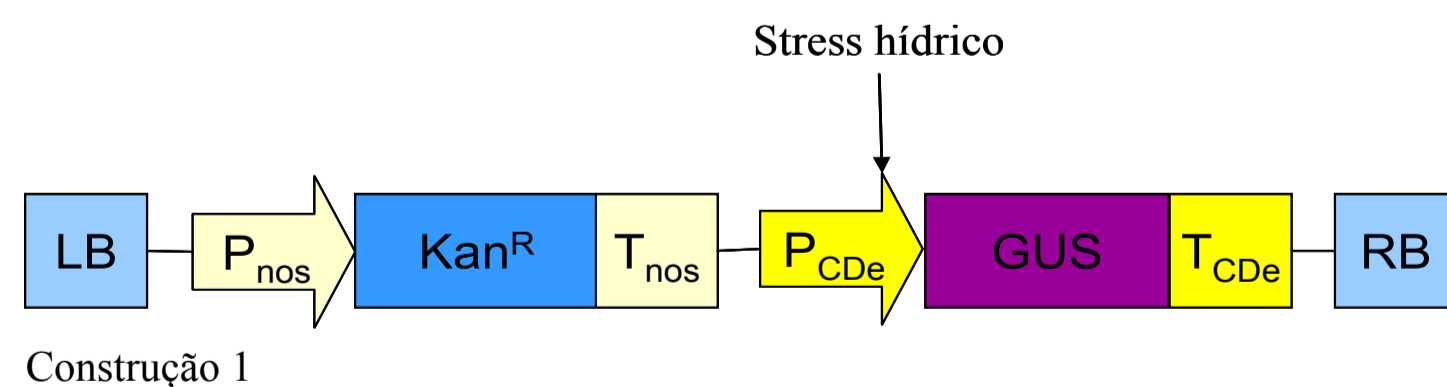 Stress hídrico
LB Pnos Kanᴿ Tnos PCDe GUS TCDe RB
Construção 1